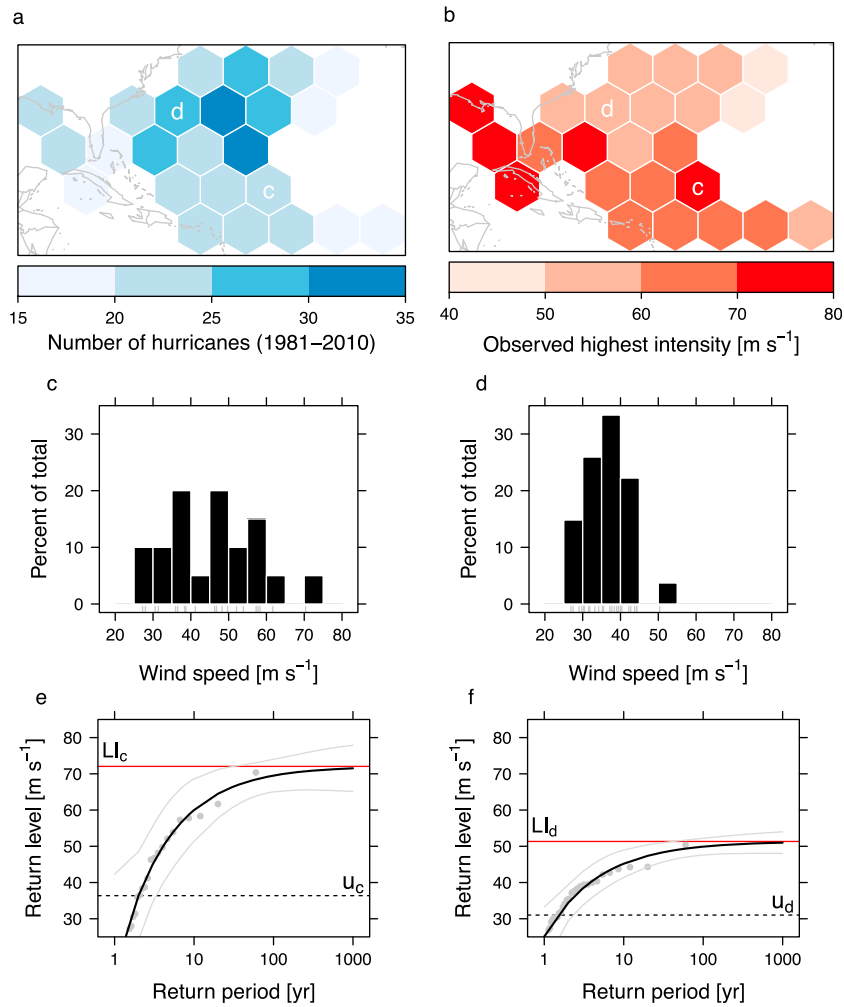 a
b
d
c
d
c
15 20 25 30 35
Number of hurricanes (1981–2010)
40 50 60 70 80
Observed highest intensity [m s⁻¹]
c
d
Percent of total
30
20
10
0
20 30 40 50 60 70 80
Wind speed [m s⁻¹]
Percent of total
30
20
10
0
20 30 40 50 60 70 80
Wind speed [m s⁻¹]
e
f
Return level [m s⁻¹]
80
70
60
50
40
30
LI_c
u_c
1 10 100 1000
Return period [yr]
Return level [m s⁻¹]
80
70
60
50
40
30
LI_d
u_d
1 10 100 1000
Return period [yr]